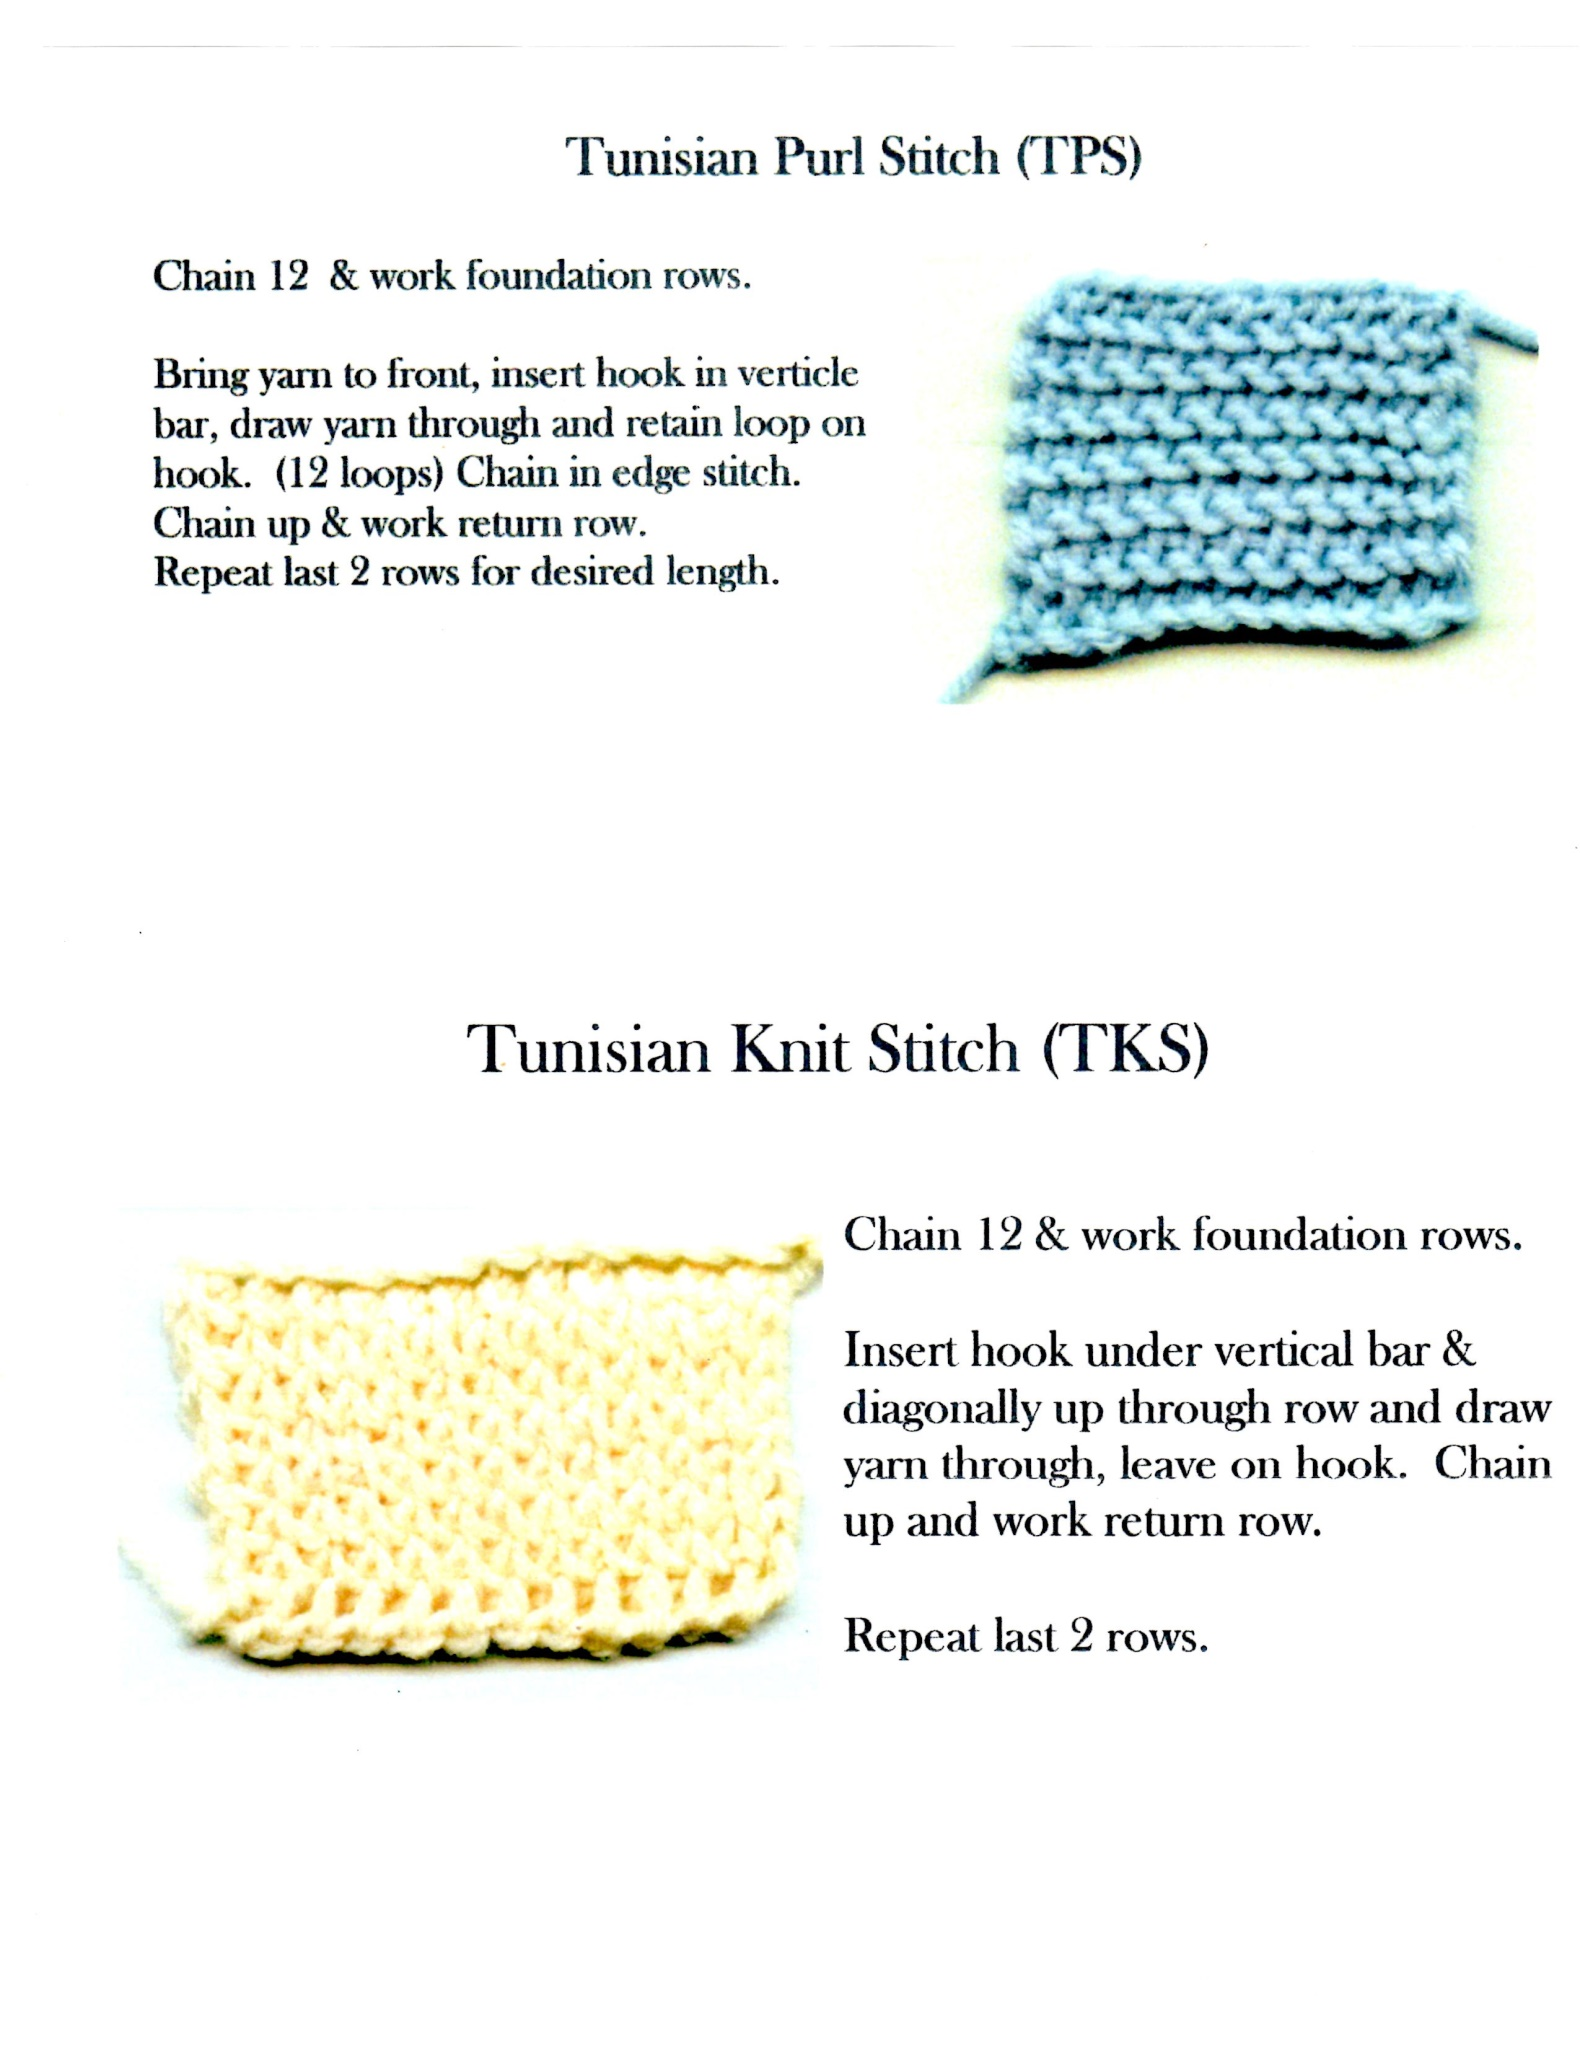 Tunisian Purl Stitch (TPS)
Chain 12 & work foundation rows.
Bring yarn to front, insert hook in verticle
bar, draw yarn through and retain loop on
hook. (12 loops) Chain in edge stitch.
Chain up & work return row.
Repeat last 2 rows for desired length.
Tunisian Knit Stitch (TKS)
Chain 12 & work foundation rows.
Insert hook under vertical bar &
diagonally up through row and draw
yarn through, leave on hook. Chain
up and work return row.
Repeat last 2 rows.